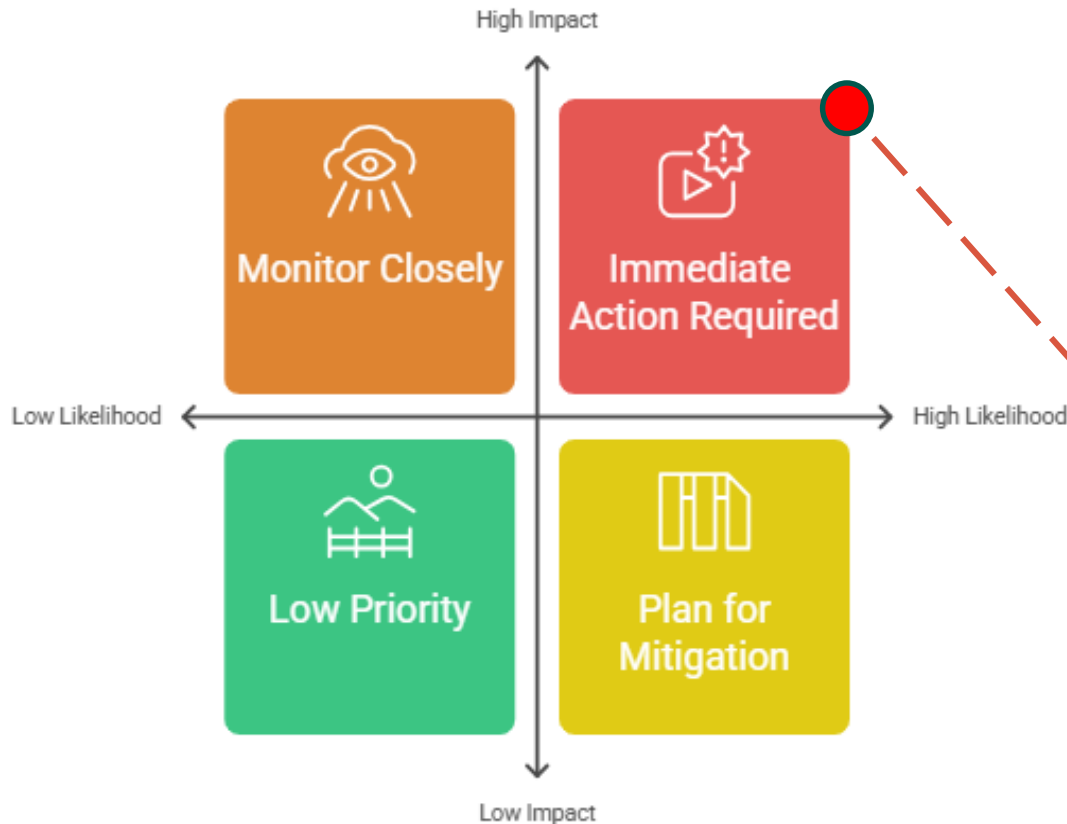 High Impact
Monitor Closely
Immediate
Action Required
Low Likelihood
High Likelihood
Low Priority
Plan for
Mitigation
Low Impact